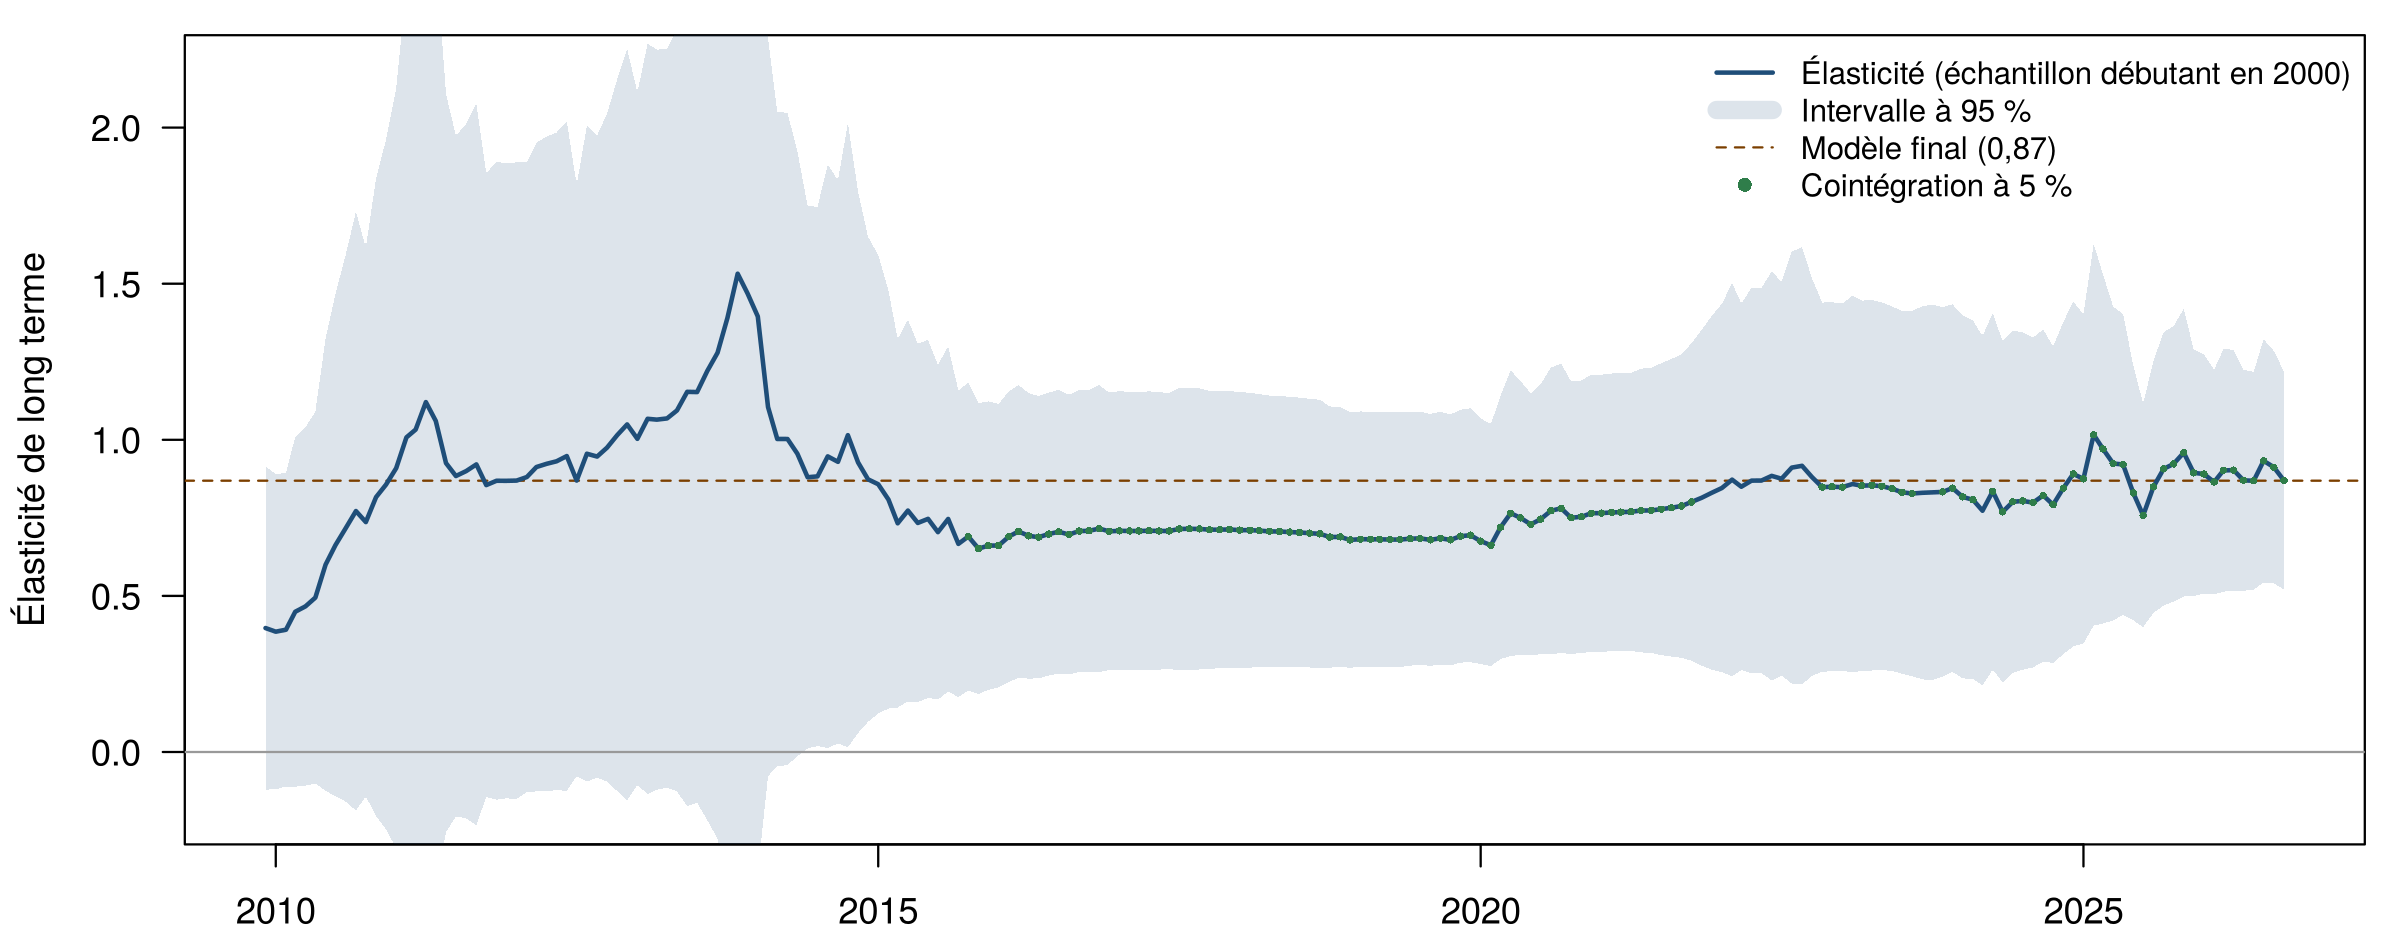 Élasticité (échantillon débutant en 2000)
Intervalle à 95 %
Modèle final (0,87)
Cointégration à 5 %
Élasticité de long terme
2.0
1.5
1.0
0.5
0.0
2010
2015
2020
2025